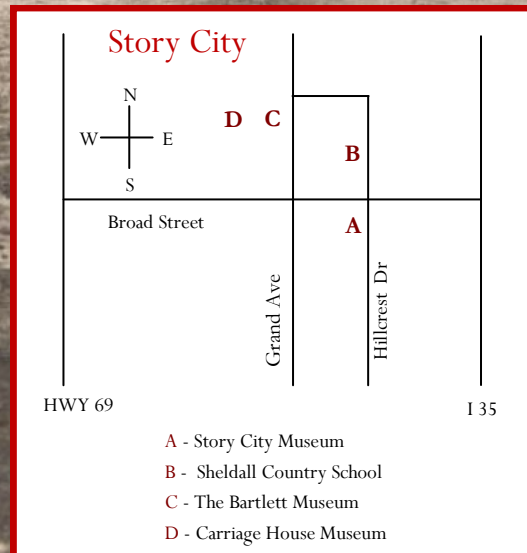 Story City
N
D C
W E
B
S
Broad Street
A
Grand Ave
Hillcrest Dr
HWY 69
I 35
A - Story City Museum
B - Sheldall Country School
C - The Bartlett Museum
D - Carriage House Museum